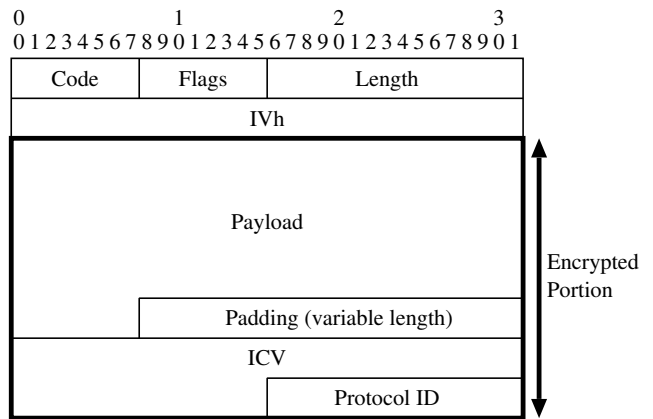 0 1 2 3
0 1 2 3 4 5 6 7 8 9 0 1 2 3 4 5 6 7 8 9 0 1 2 3 4 5 6 7 8 9 0 1
Code Flags Length
IVh
Payload
Encrypted
Portion
Padding (variable length)
ICV
Protocol ID